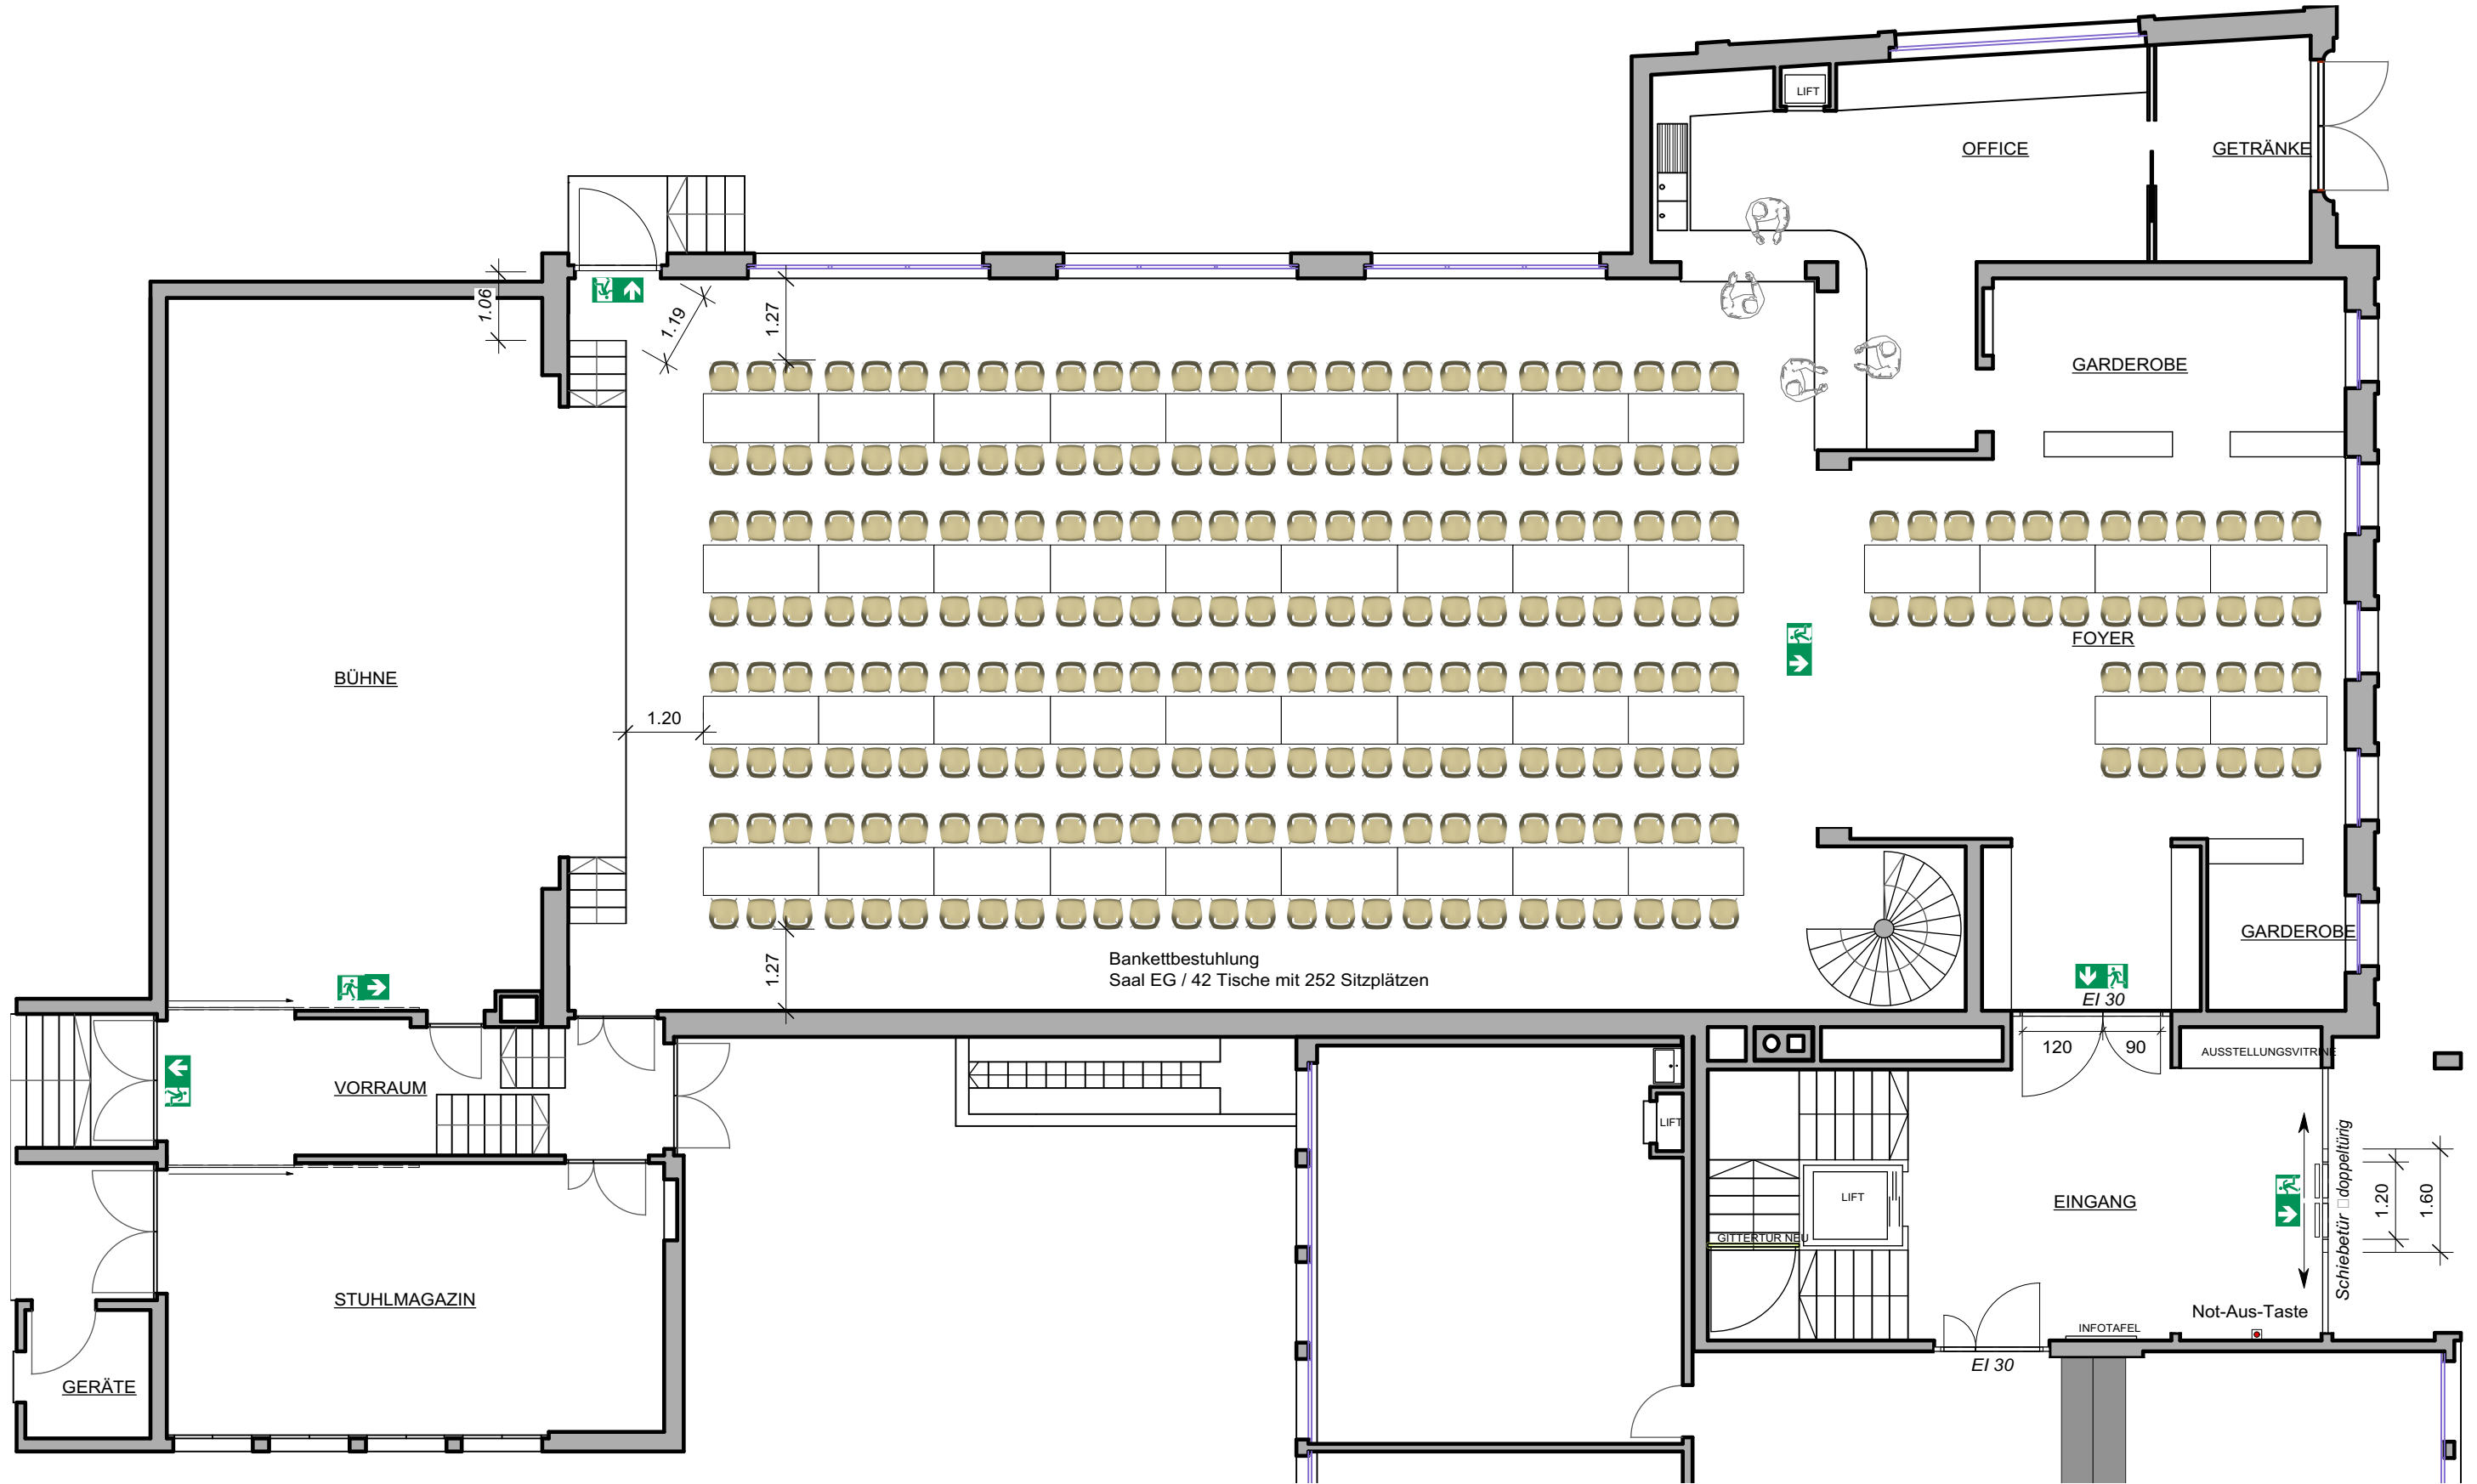 LIFT
OFFICE
GETRÄNKE
1.06
1.19
1.27
GARDEROBE
BÜHNE
FOYER
1.20
GARDEROBE
Bankettbestuhlung
Saal EG / 42 Tische mit 252 Sitzplätzen
1.27
EI 30
120
90
AUSSTELLUNGSVITRINE
VORRAUM
LIFT
LIFT
EINGANG
Schiebetür □doppeltürig
1.20
1.60
GITTERTÜR NEU
STUHLMAGAZIN
Not-Aus-Taste
INFOTAFEL
EI 30
GERÄTE